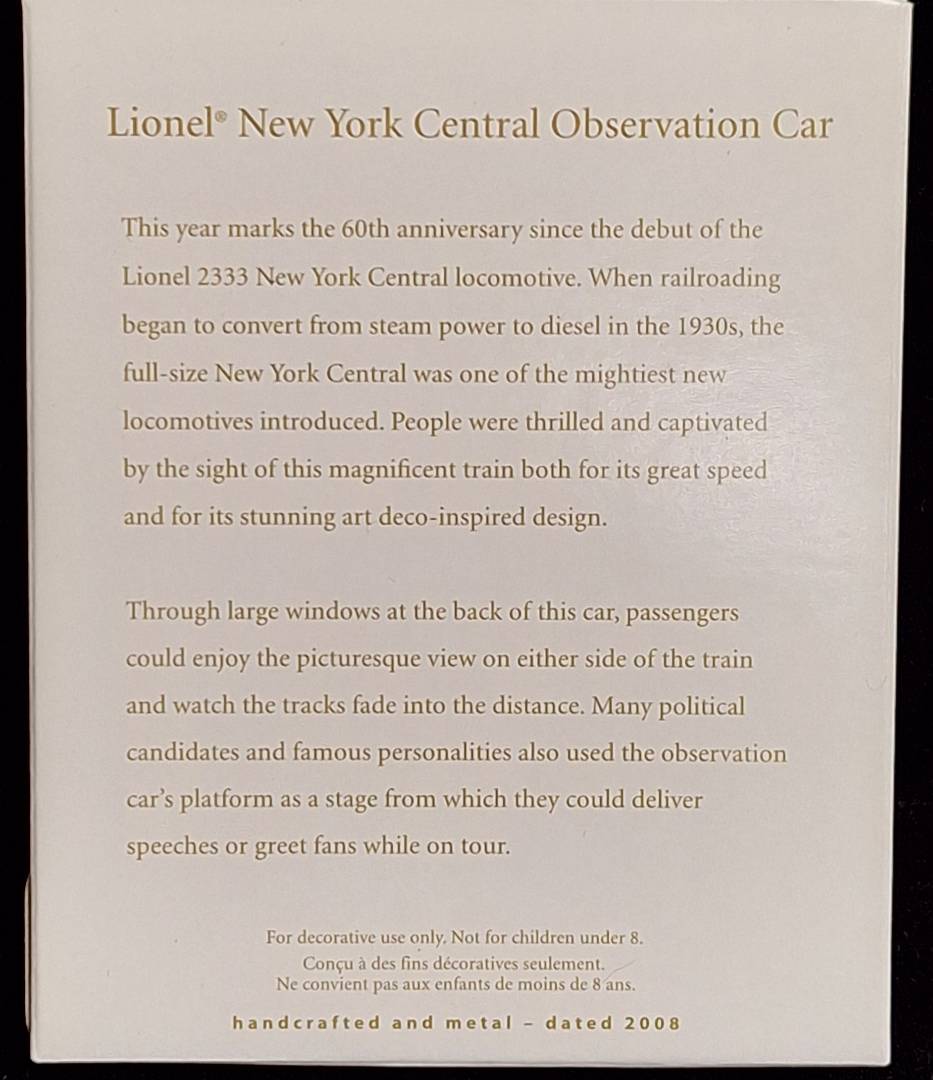 Lionel® New York Central Observation Car
This year marks the 60th anniversary since the debut of the
Lionel 2333 New York Central locomotive. When railroading
began to convert from steam power to diesel in the 1930s, the
full-size New York Central was one of the mightiest new
locomotives introduced. People were thrilled and captivated
by the sight of this magnificent train both for its great speed
and for its stunning art deco-inspired design.
Through large windows at the back of this car, passengers
could enjoy the picturesque view on either side of the train
and watch the tracks fade into the distance. Many political
candidates and famous personalities also used the observation
car's platform as a stage from which they could deliver
speeches or greet fans while on tour.
For decorative use only. Not for children under 8.
Conçu à des fins décoratives seulement.
Ne convient pas aux enfants de moins de 8 ans.
handcrafted and metal – dated 2008